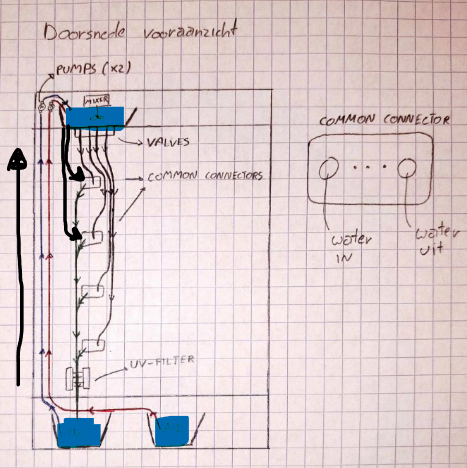 Doorsnede vooraanzicht
PUMPS (x2)
MIXER
VALVES
COMMON CONNECTORS
UV-FILTER
COMMON CONNECTOR
water
IN
water
uit